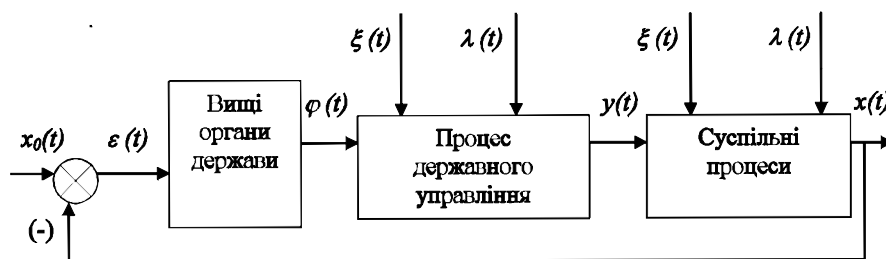 ξ(t)
λ(t)
ξ(t)
λ(t)
x₀(t)
ε(t)
Вищі
органи
держави
φ(t)
Процес
державного
управління
y(t)
Суспільні
процеси
x(t)
(-)